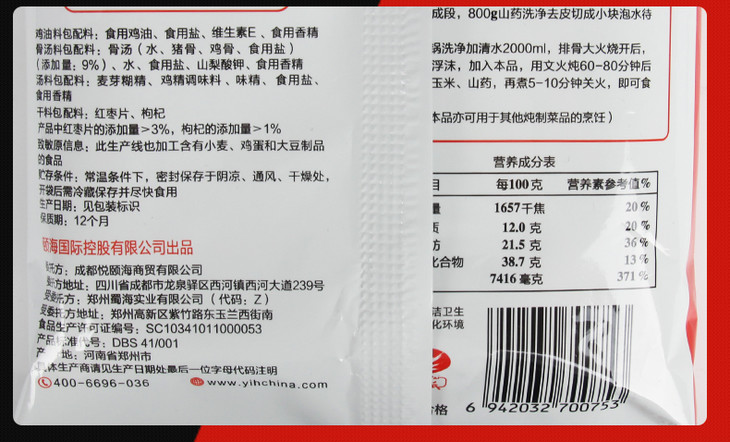 鸡油料包配料：食用鸡油、食用盐、维生素E、食用香精
骨汤料包配料：骨汤（水、猪骨、鸡骨、食用盐）
（添加量：9%）、水、食用盐、山梨酸钾、食用香精
汤料包配料：麦芽糊精、鸡精调味料、味精、食用盐、
食用香精
干料包配料：红枣片、枸杞
产品中红枣片的添加量＞3%，枸杞的添加量＞1%
致敏原信息：此生产线也加工含有小麦、鸡蛋和大豆制品
的食品
贮存条件：常温条件下，密封保存于阴凉、通风、干燥处，
开袋后需冷藏保存并尽快食用
生产日期：见包装标识
保质期：12个月
颐海国际控股有限公司出品
委托方：成都悦颐海商贸有限公司
委托方地址：四川省成都市龙泉驿区西河镇西河大道239号
受委托方：郑州蜀海实业有限公司（代码：Z）
受委托方地址：郑州高新区紫竹路东玉兰西街南
食品生产许可证编号：SC10341011000053
产品标准代号：DBS 41/001
产 地：河南省郑州市
具体生产商请见生产日期处最后一位字母代码注明
400-6696-036 www.yihchina.com
成段，800g山药洗净去皮切成小块泡水待
锅洗净加清水2000ml，排骨大火烧开后，
浮沫，加入本品，用文火炖60-80分钟后
玉米、山药，再煮5-10分钟关火，即可食
本品亦可用于其他炖制菜品的烹饪）
营养成分表
目 每100克 营养素参考值%
量 1657千焦 20%
质 12.0 克 20%
肪 21.5 克 36%
化合物 38.7 克 13%
7416 毫克 371%
洁卫生
化环境
格
6 942032 700753